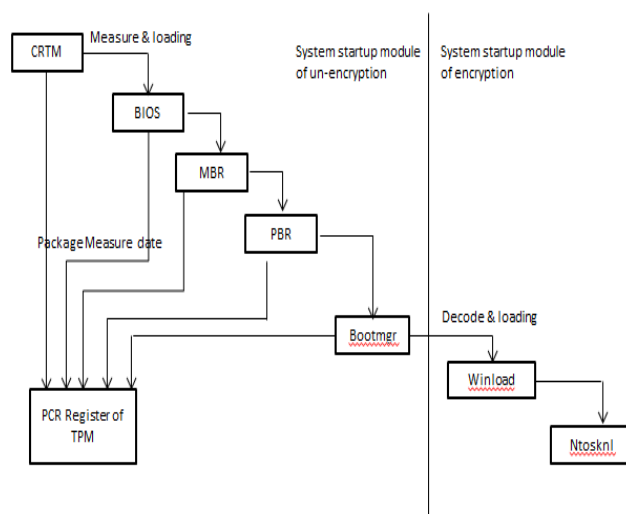 Measure & loading
CRTM
System startup module
of un-encryption
System startup module
of encryption
BIOS
MBR
PBR
Package Measure date
Bootmgr
Decode & loading
Winload
PCR Register of
TPM
Ntosknl